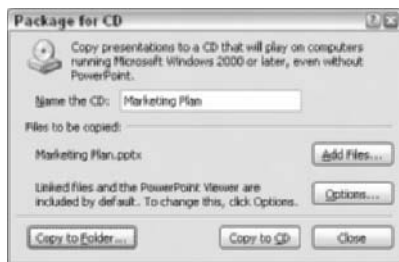 Package for CD
Copy presentations to a CD that will play on computers
running Microsoft Windows 2000 or later, even without
PowerPoint.
Name the CD: Marketing Plan
Files to be copied:
Marketing Plan.pptx
Add Files...
Linked files and the PowerPoint Viewer are
included by default. To change this, click Options.
Options...
Copy to Folder... Copy to CD Close